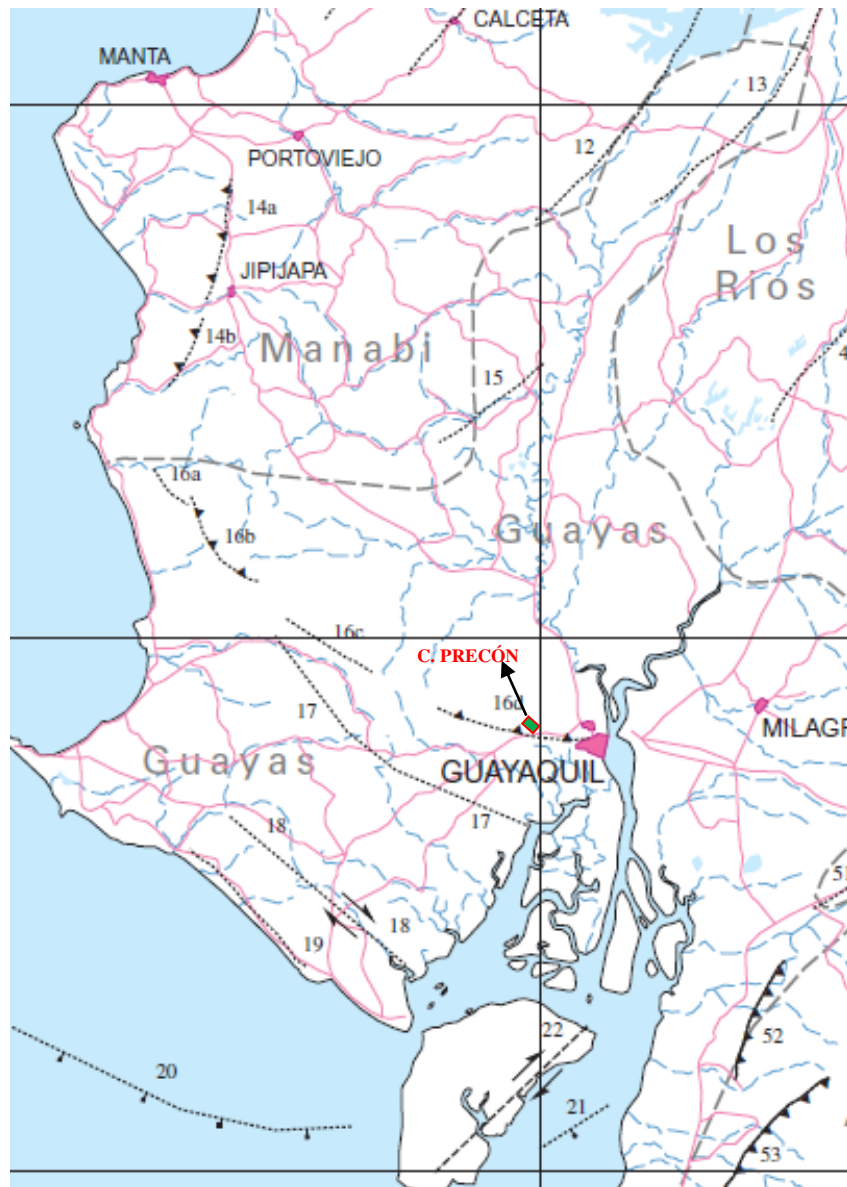 CALCETA
MANTA
13
12
PORTOVIEJO
14a
Los
Ríos
JIPIJAPA
14b
Manabi
4
15
16a
16b
Guayas
16c
C. PRECÓN
16d
17
MILAGR
Guayas
GUAYAQUIL
17
18
51
18
19
22
52
20
21
53